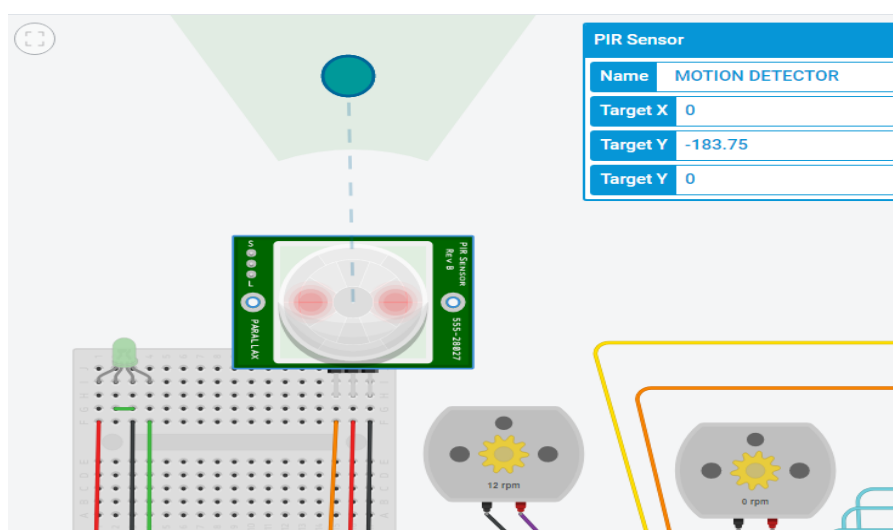 PIR Sensor
Name MOTION DETECTOR
Target X 0
Target Y -183.75
Target Y 0
S
L
PIR SENSOR
REV B
PARALLAX
555-28027
12 rpm
0 rpm